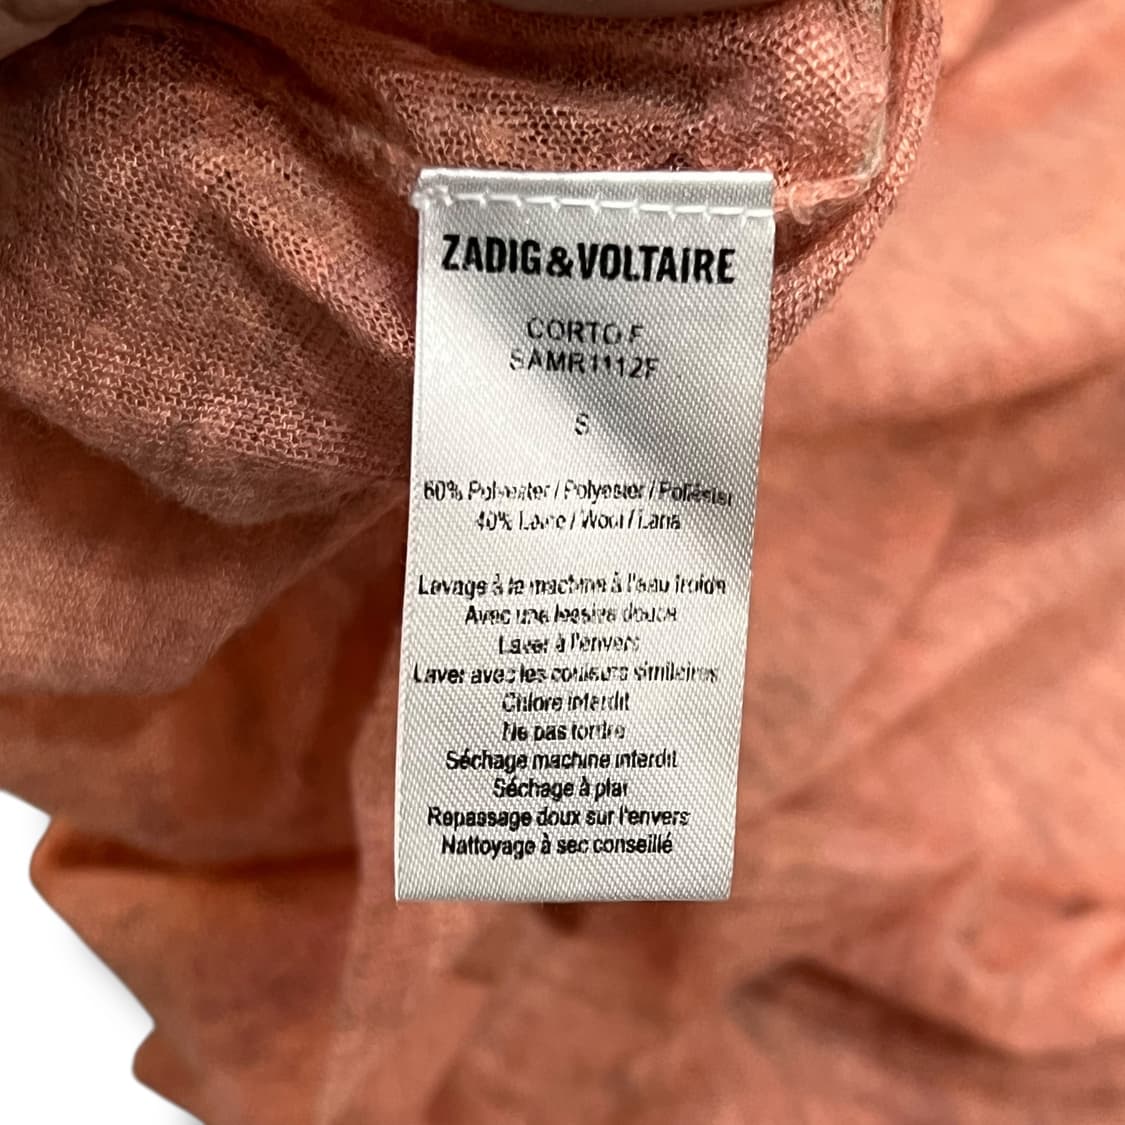 ZADIG&VOLTAIRE
CORTO F
SAMR1112F
S
60% Polyester / Polyester / Poliéster
40% Laine / Wool / Lana
Lavage à la machine à l'eau froide
Avec une lessive douce
Laver à l'envers
Laver avec les couleurs similaires
Chlore interdit
Ne pas tordre
Séchage machine interdit
Séchage à plat
Repassage doux sur l'envers
Nattoyage à sec conseillé